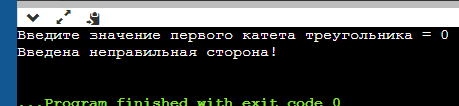 Введите значение первого катета треугольника = 0
Введена неправильная сторона!
...Program finished with exit code 0